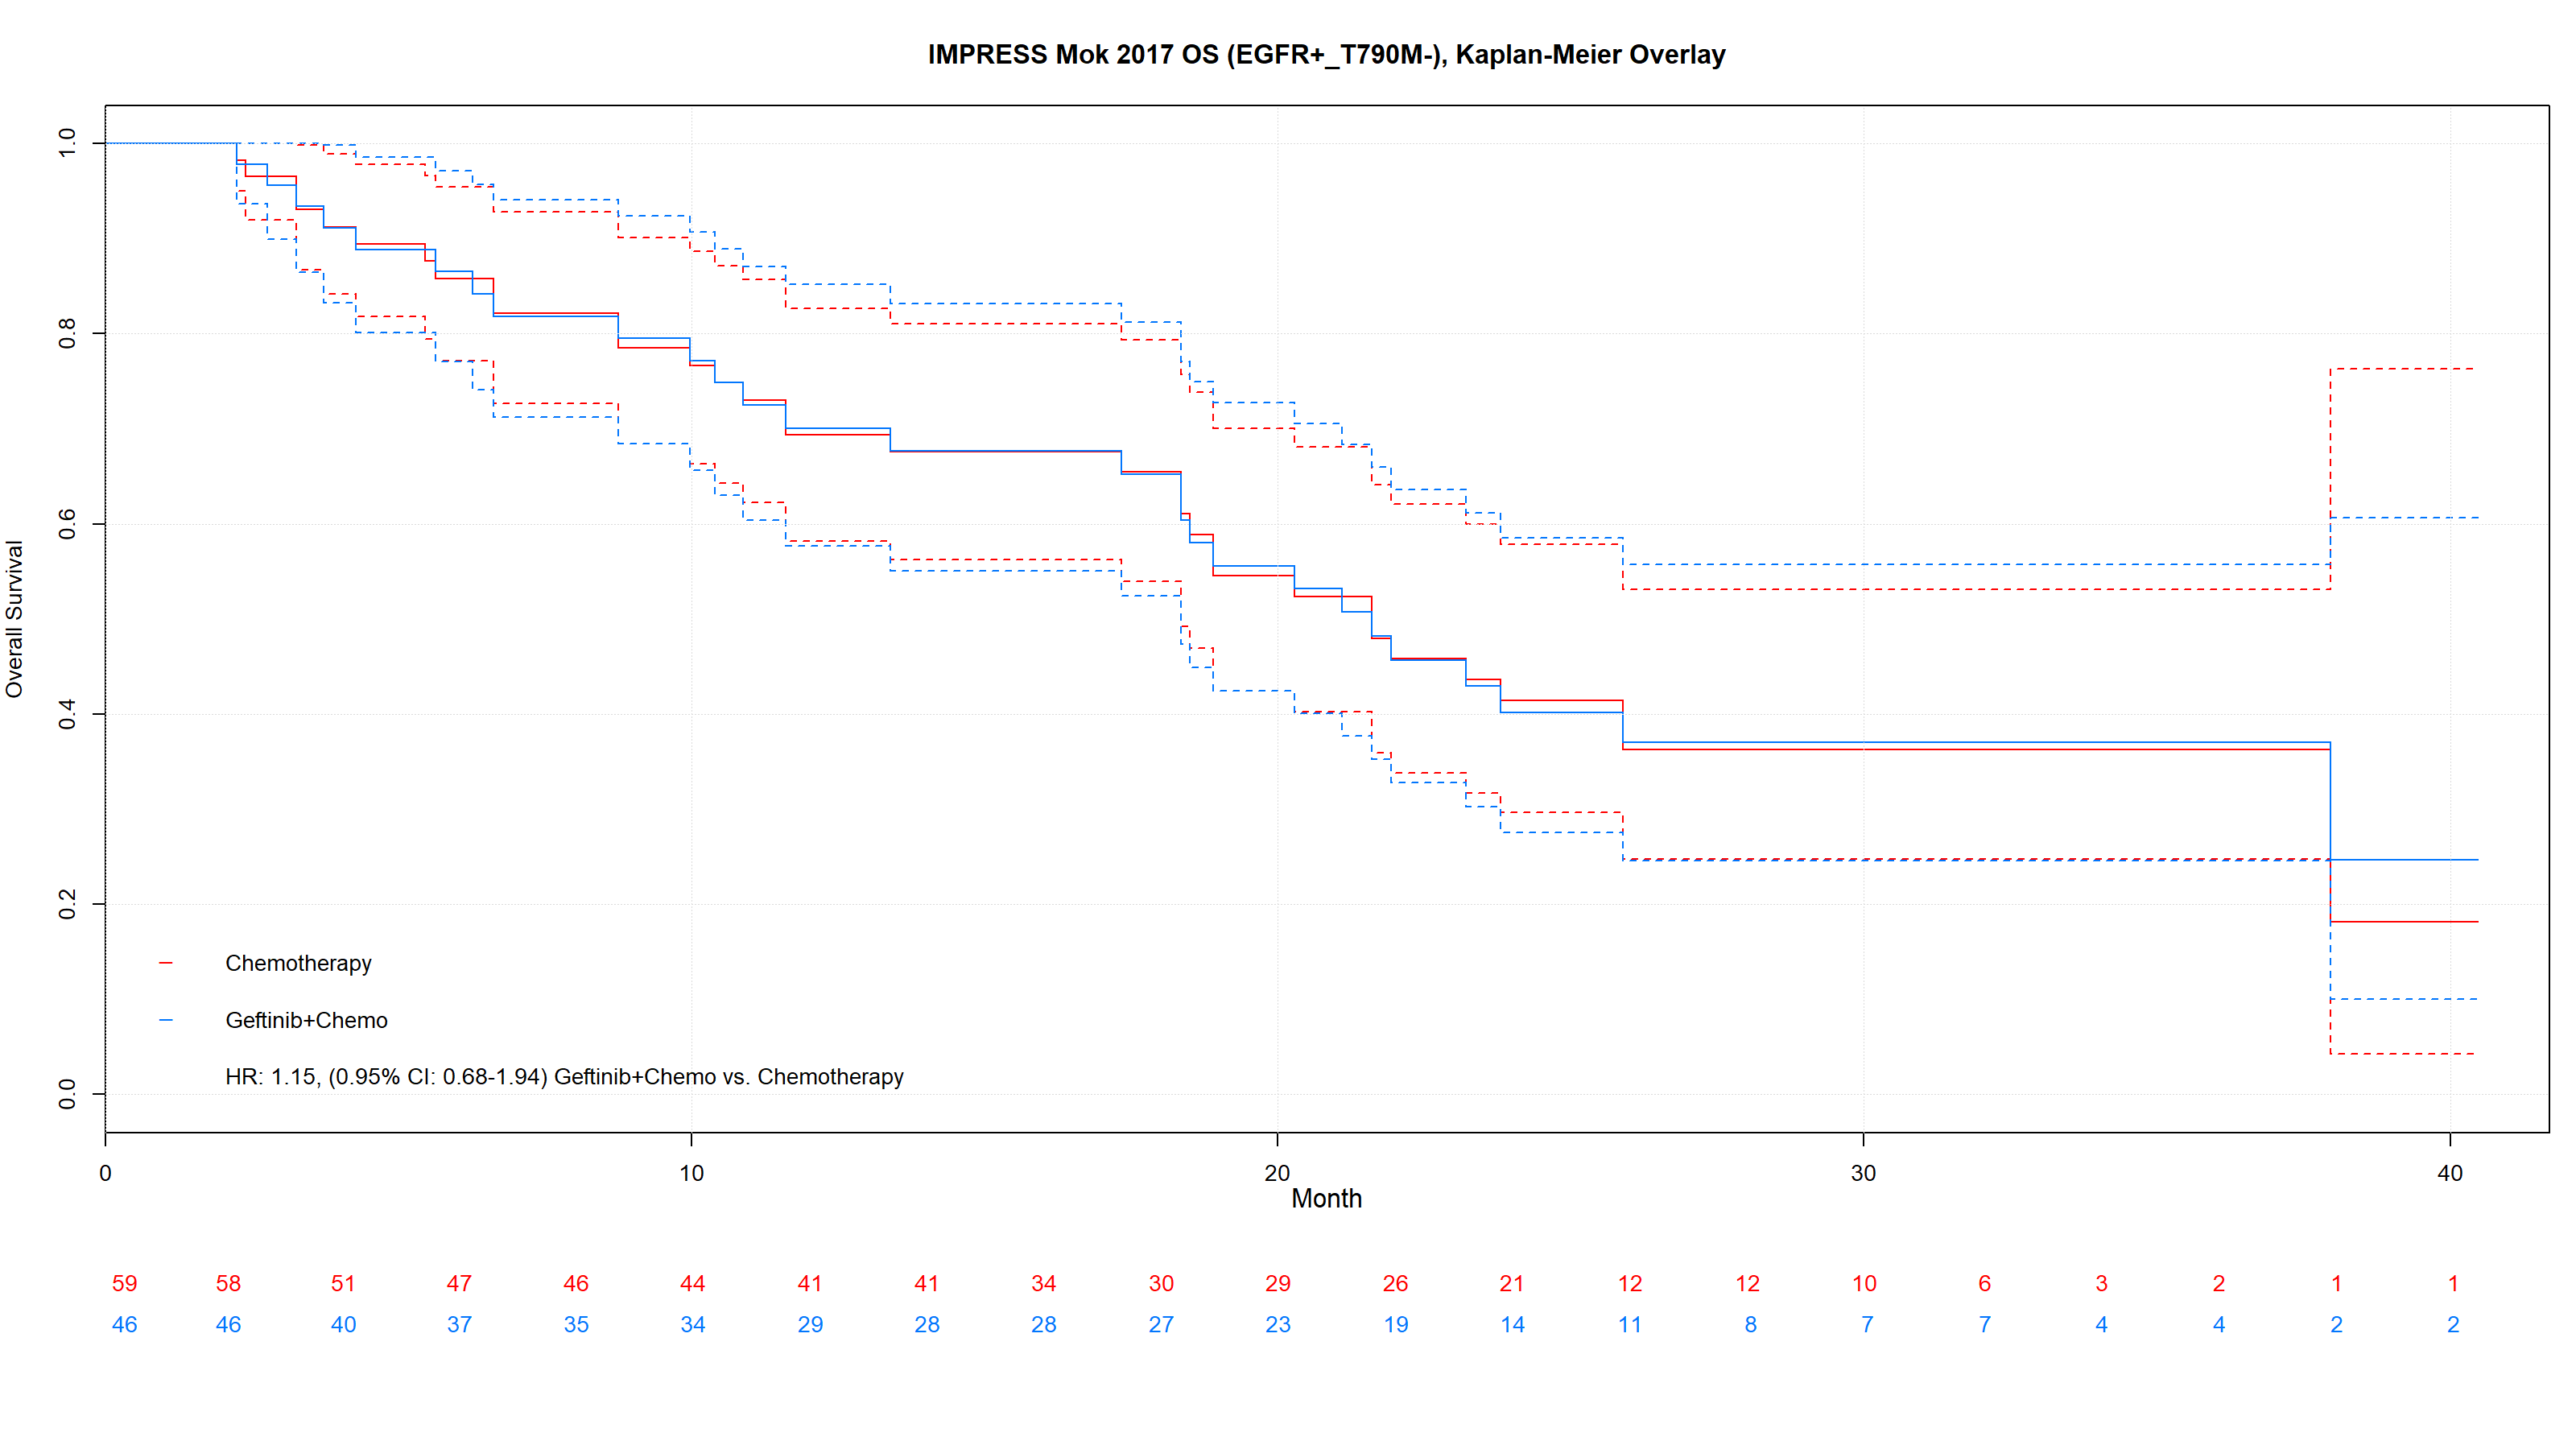 IMPRESS Mok 2017 OS (EGFR+_T790M-), Kaplan-Meier Overlay
Overall Survival
1.0
0.8
0.6
0.4
0.2
0.0
Chemotherapy
Geftinib+Chemo
HR: 1.15, (0.95% CI: 0.68-1.94) Geftinib+Chemo vs. Chemotherapy
0 10 20 30 40
Month
59 58 51 47 46 44 41 41 34 30 29 26 21 12 12 10 6 3 2 1 1
46 46 40 37 35 34 29 28 28 27 23 19 14 11 8 7 7 4 4 2 2